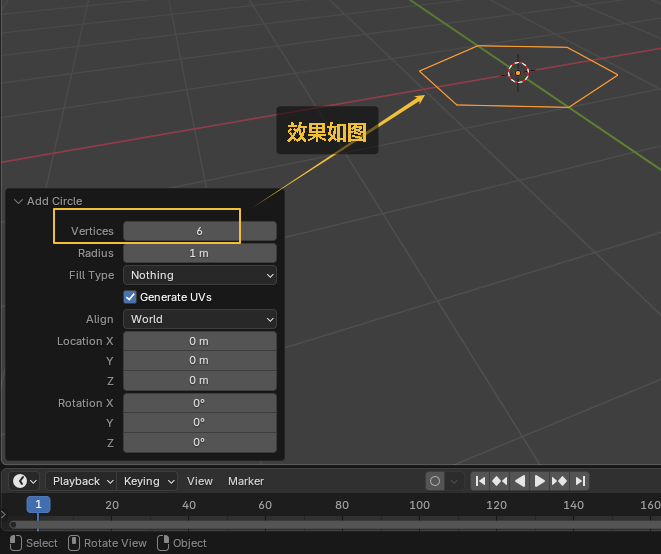 效果如图
Add Circle
Vertices 6
Radius 1 m
Fill Type Nothing
Generate UVs
Align World
Location X 0 m
Y 0 m
Z 0 m
Rotation X 0°
Y 0°
Z 0°
Playback Keying View Marker
1 20 40 60 80 100 120 140 160
Select Rotate View Object